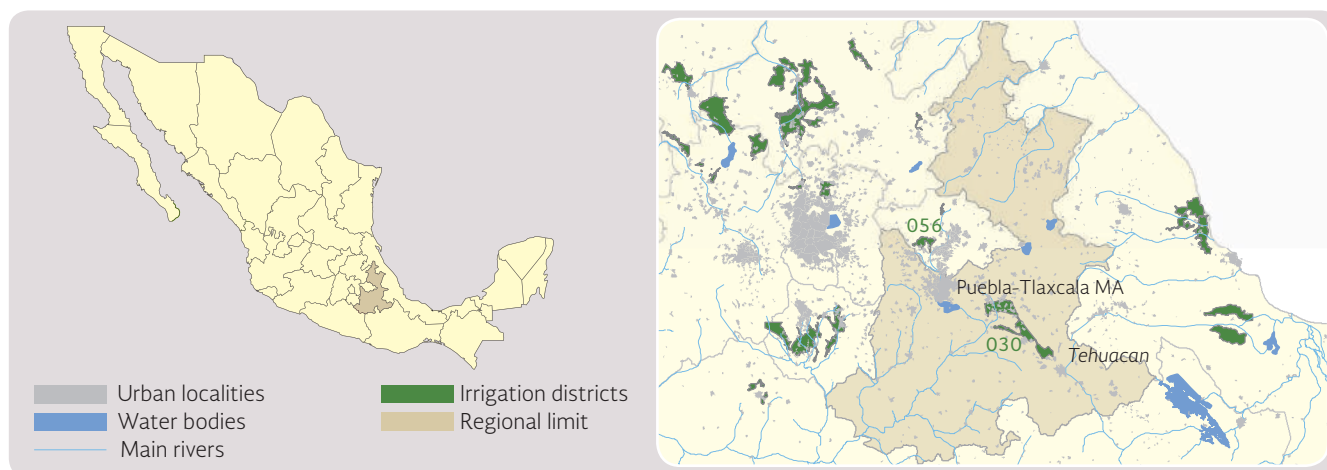 Urban localities
Water bodies
Main rivers
Irrigation districts
Regional limit
056
Puebla-Tlaxcala MA
030
Tehuacan